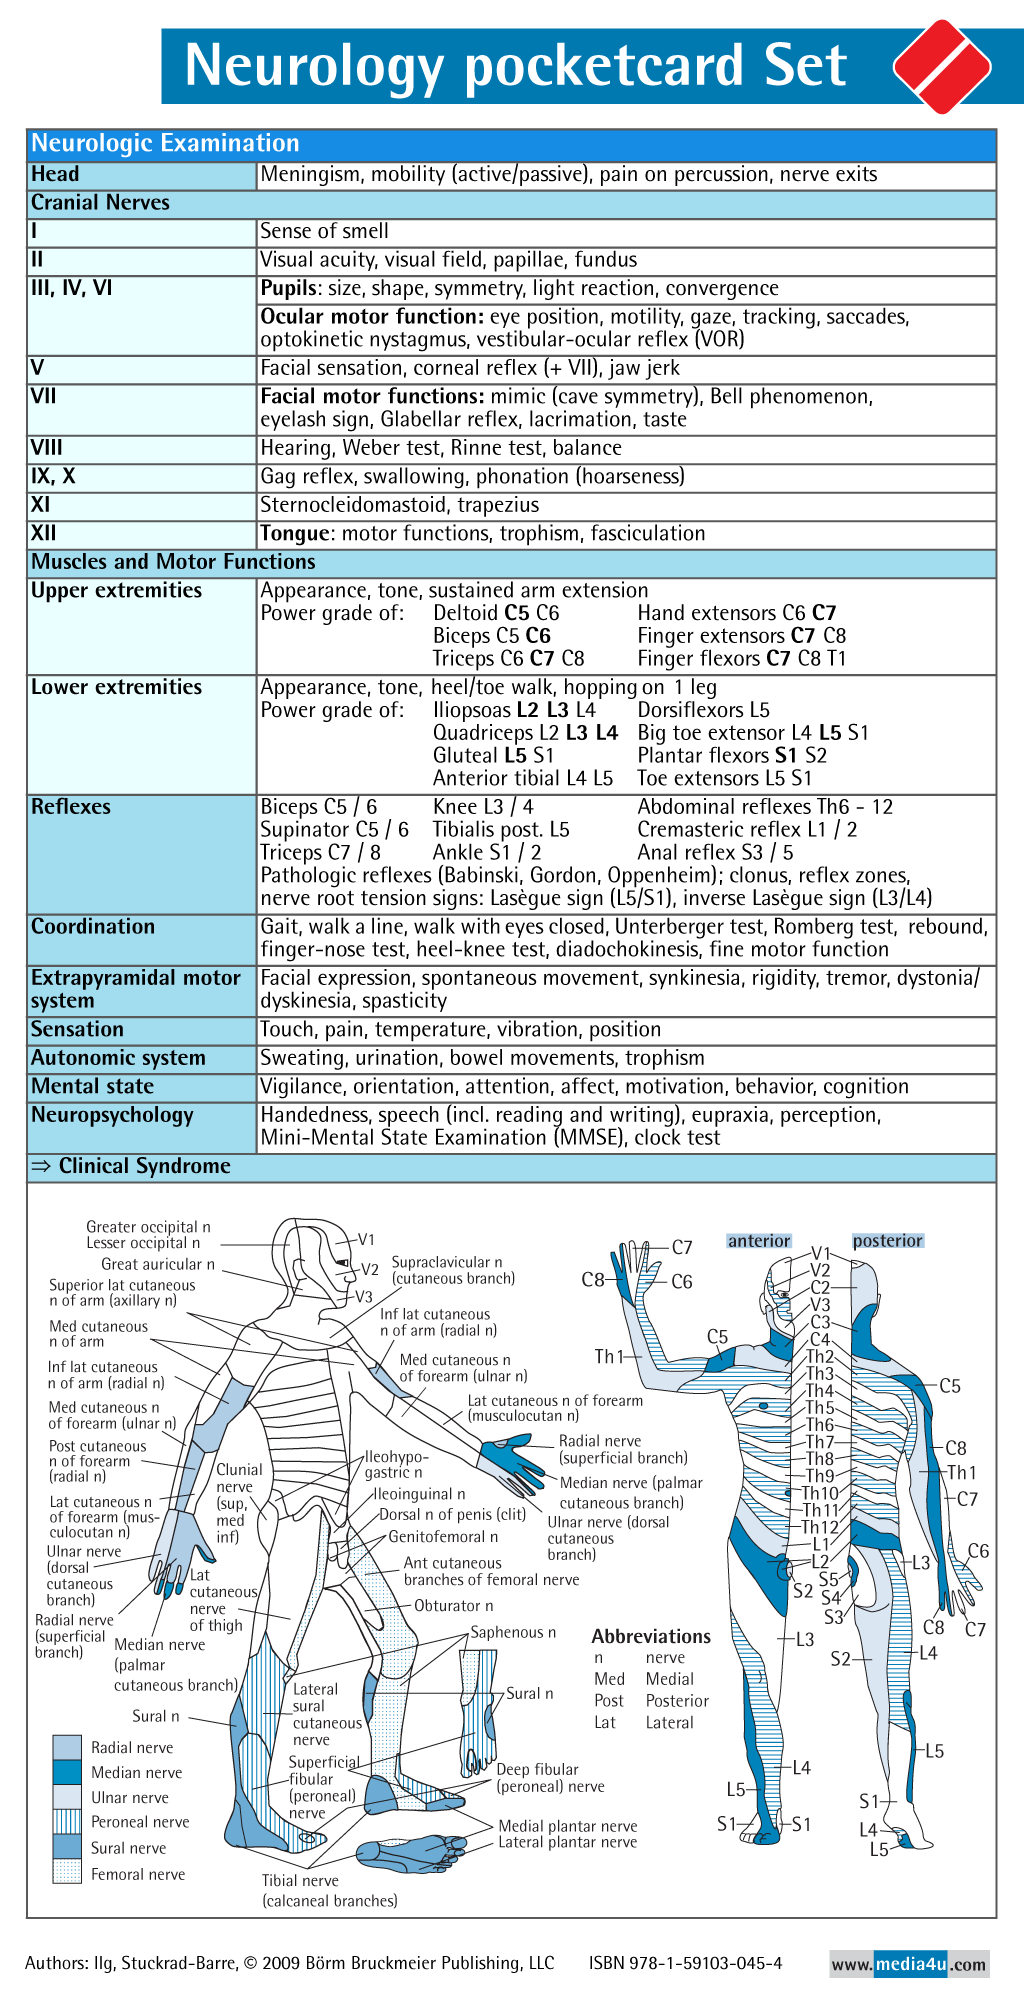 Neurology pocketcard Set
Neurologic Examination
Head Meningism, mobility (active/passive), pain on percussion, nerve exits
Cranial Nerves
I Sense of smell
II Visual acuity, visual field, papillae, fundus
III, IV, VI Pupils: size, shape, symmetry, light reaction, convergence
Ocular motor function: eye position, motility, gaze, tracking, saccades,
optokinetic nystagmus, vestibular-ocular reflex (VOR)
V Facial sensation, corneal reflex (+ VII), jaw jerk
VII Facial motor functions: mimic (cave symmetry), Bell phenomenon,
eyelash sign, Glabellar reflex, lacrimation, taste
VIII Hearing, Weber test, Rinne test, balance
IX, X Gag reflex, swallowing, phonation (hoarseness)
XI Sternocleidomastoid, trapezius
XII Tongue: motor functions, trophism, fasciculation
Muscles and Motor Functions
Upper extremities Appearance, tone, sustained arm extension
Power grade of: Deltoid C5 C6 Hand extensors C6 C7
Biceps C5 C6 Finger extensors C7 C8
Triceps C6 C7 C8 Finger flexors C7 C8 T1
Lower extremities Appearance, tone, heel/toe walk, hopping on 1 leg
Power grade of: Iliopsoas L2 L3 L4 Dorsiflexors L5
Quadriceps L2 L3 L4 Big toe extensor L4 L5 S1
Gluteal L5 S1 Plantar flexors S1 S2
Anterior tibial L4 L5 Toe extensors L5 S1
Reflexes Biceps C5 / 6 Knee L3 / 4 Abdominal reflexes Th6 - 12
Supinator C5 / 6 Tibialis post. L5 Cremasteric reflex L1 / 2
Triceps C7 / 8 Ankle S1 / 2 Anal reflex S3 / 5
Pathologic reflexes (Babinski, Gordon, Oppenheim); clonus, reflex zones,
nerve root tension signs: Lasègue sign (L5/S1), inverse Lasègue sign (L3/L4)
Coordination Gait, walk a line, walk with eyes closed, Unterberger test, Romberg test, rebound,
finger-nose test, heel-knee test, diadochokinesis, fine motor function
Extrapyramidal motor Facial expression, spontaneous movement, synkinesia, rigidity, tremor, dystonia/
system dyskinesia, spasticity
Sensation Touch, pain, temperature, vibration, position
Autonomic system Sweating, urination, bowel movements, trophism
Mental state Vigilance, orientation, attention, affect, motivation, behavior, cognition
Neuropsychology Handedness, speech (incl. reading and writing), eupraxia, perception,
Mini-Mental State Examination (MMSE), clock test
⇒ Clinical Syndrome
Greater occipital n
Lesser occipital n
Great auricular n
Superior lat cutaneous
n of arm (axillary n)
Med cutaneous
n of arm
Inf lat cutaneous
n of arm (radial n)
Med cutaneous n
of forearm (ulnar n)
Post cutaneous
n of forearm
(radial n)
Lat cutaneous n
of forearm (mus-
culocutan n)
Ulnar nerve
(dorsal
cutaneous
branch)
Radial nerve
(superficial
branch)
Median nerve
(palmar
cutaneous branch)
Clunial
nerve
(sup,
med
inf)
Lat
cutaneous
nerve
of thigh
Sural n
V1
V2
V3
Supraclavicular n
(cutaneous branch)
Inf lat cutaneous
n of arm (radial n)
Med cutaneous n
of forearm (ulnar n)
Lat cutaneous n of forearm
(musculocutan n)
Radial nerve
(superficial branch)
Median nerve (palmar
cutaneous branch)
Ulnar nerve (dorsal
cutaneous
branch)
Ileohypo-
gastric n
Ileoinguinal n
Dorsal n of penis (clit)
Genitofemoral n
Ant cutaneous
branches of femoral nerve
Obturator n
Saphenous n
Sural n
Lateral
sural
cutaneous
nerve
Superficial
fibular
(peroneal)
nerve
Deep fibular
(peroneal) nerve
Medial plantar nerve
Lateral plantar nerve
Tibial nerve
(calcaneal branches)
Radial nerve
Median nerve
Ulnar nerve
Peroneal nerve
Sural nerve
Femoral nerve
Abbreviations
n nerve
Med Medial
Post Posterior
Lat Lateral
anterior posterior
C7
C8
C6
C5
Th1
V1
V2
C2
V3
C3
C4
Th2
Th3
Th4
Th5
Th6
Th7
Th8
Th9
Th10
Th11
Th12
L1
L2
S5
S2
S4
S3
L3
S2
L4
L5
S1
S1
C5
C8
Th1
C7
C6
L3
C8
C7
L4
L5
S1
L4
L5
Authors: Ilg, Stuckrad-Barre, © 2009 Börm Bruckmeier Publishing, LLC ISBN 978-1-59103-045-4 www.media4u.com